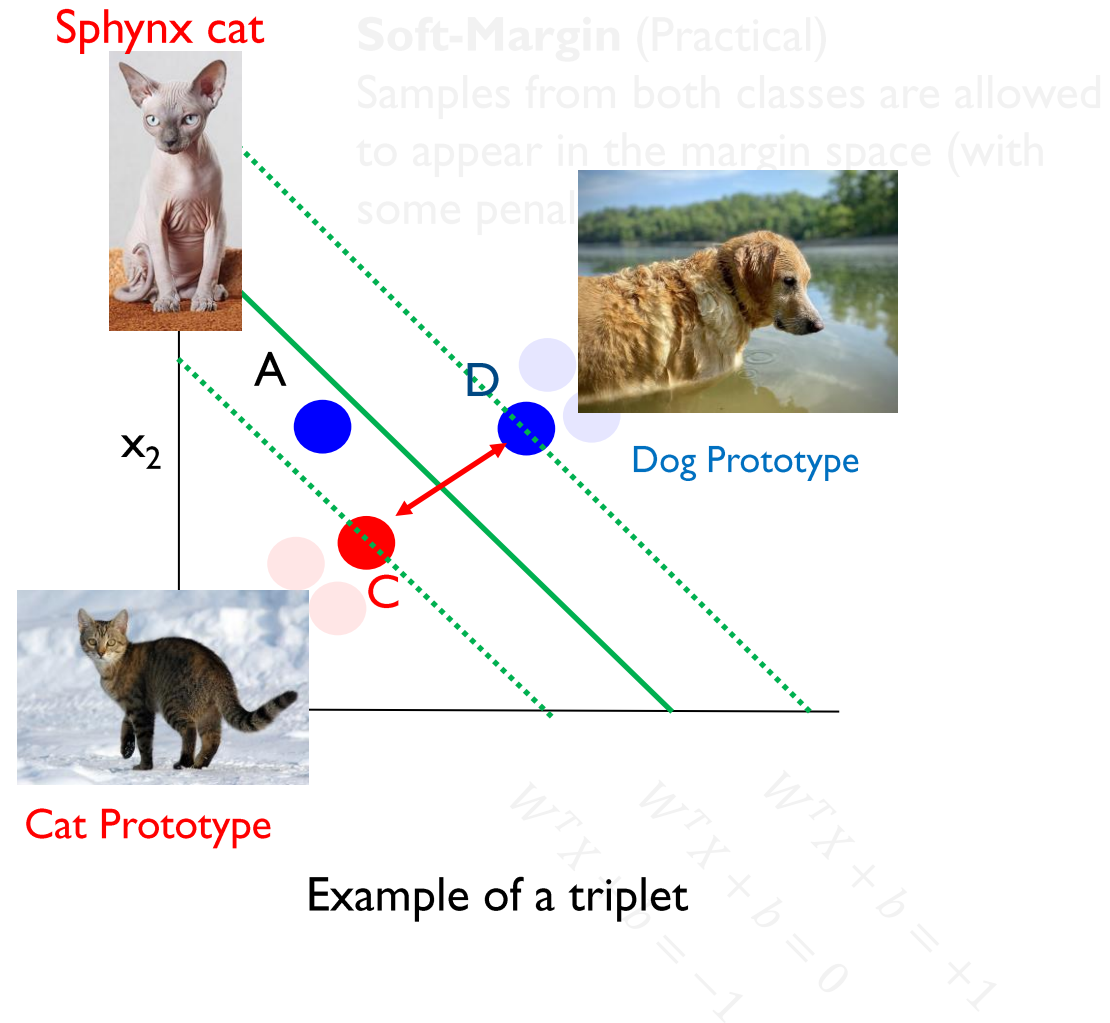 Sphynx cat
Soft-Margin (Practical)
Samples from both classes are allowed
to appear in the margin space (with
some penal
A
D
x₂
Dog Prototype
C
Cat Prototype
Example of a triplet
WᵀX + b = −1
WᵀX + b = 0
WᵀX + b = +1